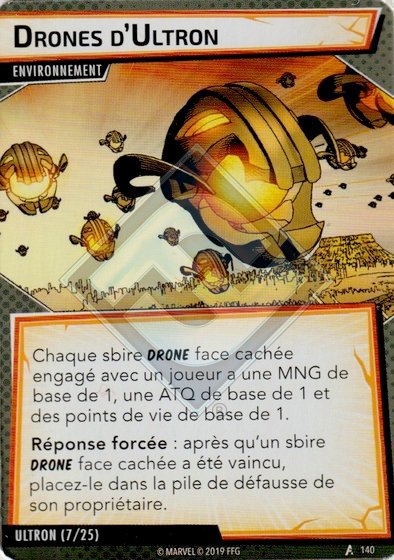 DRONES D'ULTRON
ENVIRONNEMENT
Chaque sbire DRONE face cachée
engagé avec un joueur a une MNG de
base de 1, une ATQ de base de 1 et
des points de vie de base de 1.
Réponse forcée : après qu'un sbire
DRONE face cachée a été vaincu,
placez-le dans la pile de défausse de
son propriétaire.
ULTRON (7/25)
© MARVEL © 2019 FFG
A 140